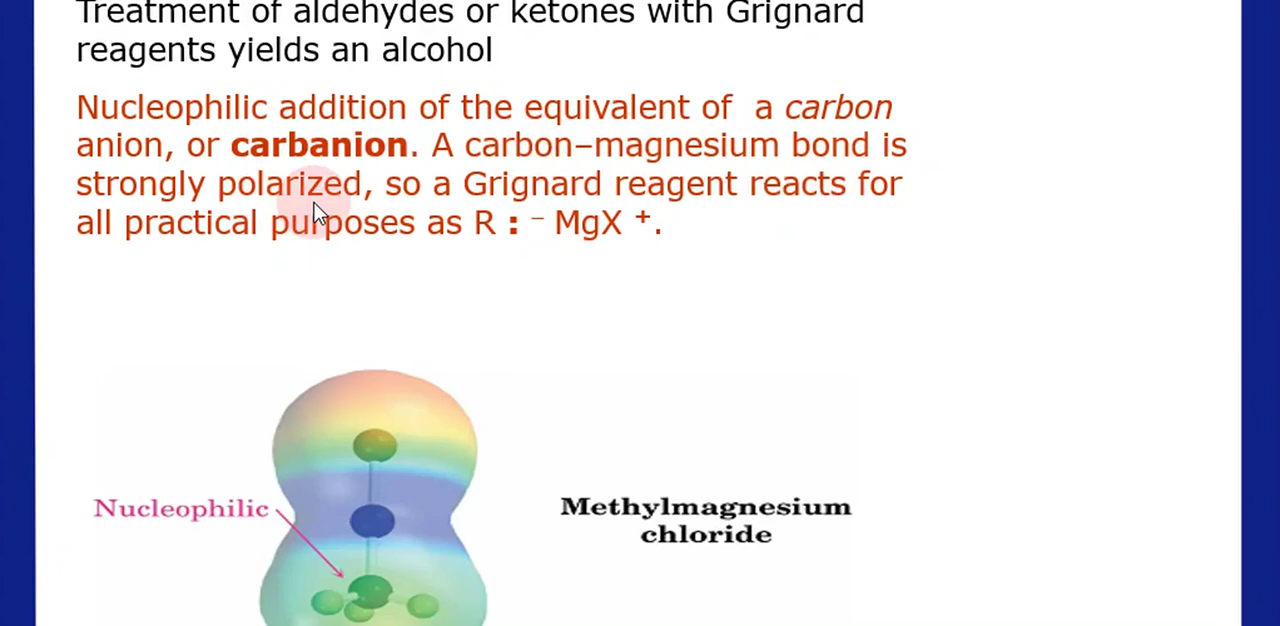 Treatment of aldehydes or ketones with Grignard
reagents yields an alcohol
Nucleophilic addition of the equivalent of a carbon
anion, or carbanion. A carbon–magnesium bond is
strongly polarized, so a Grignard reagent reacts for
all practical purposes as R : ⁻ MgX ⁺.
Nucleophilic
Methylmagnesium
chloride